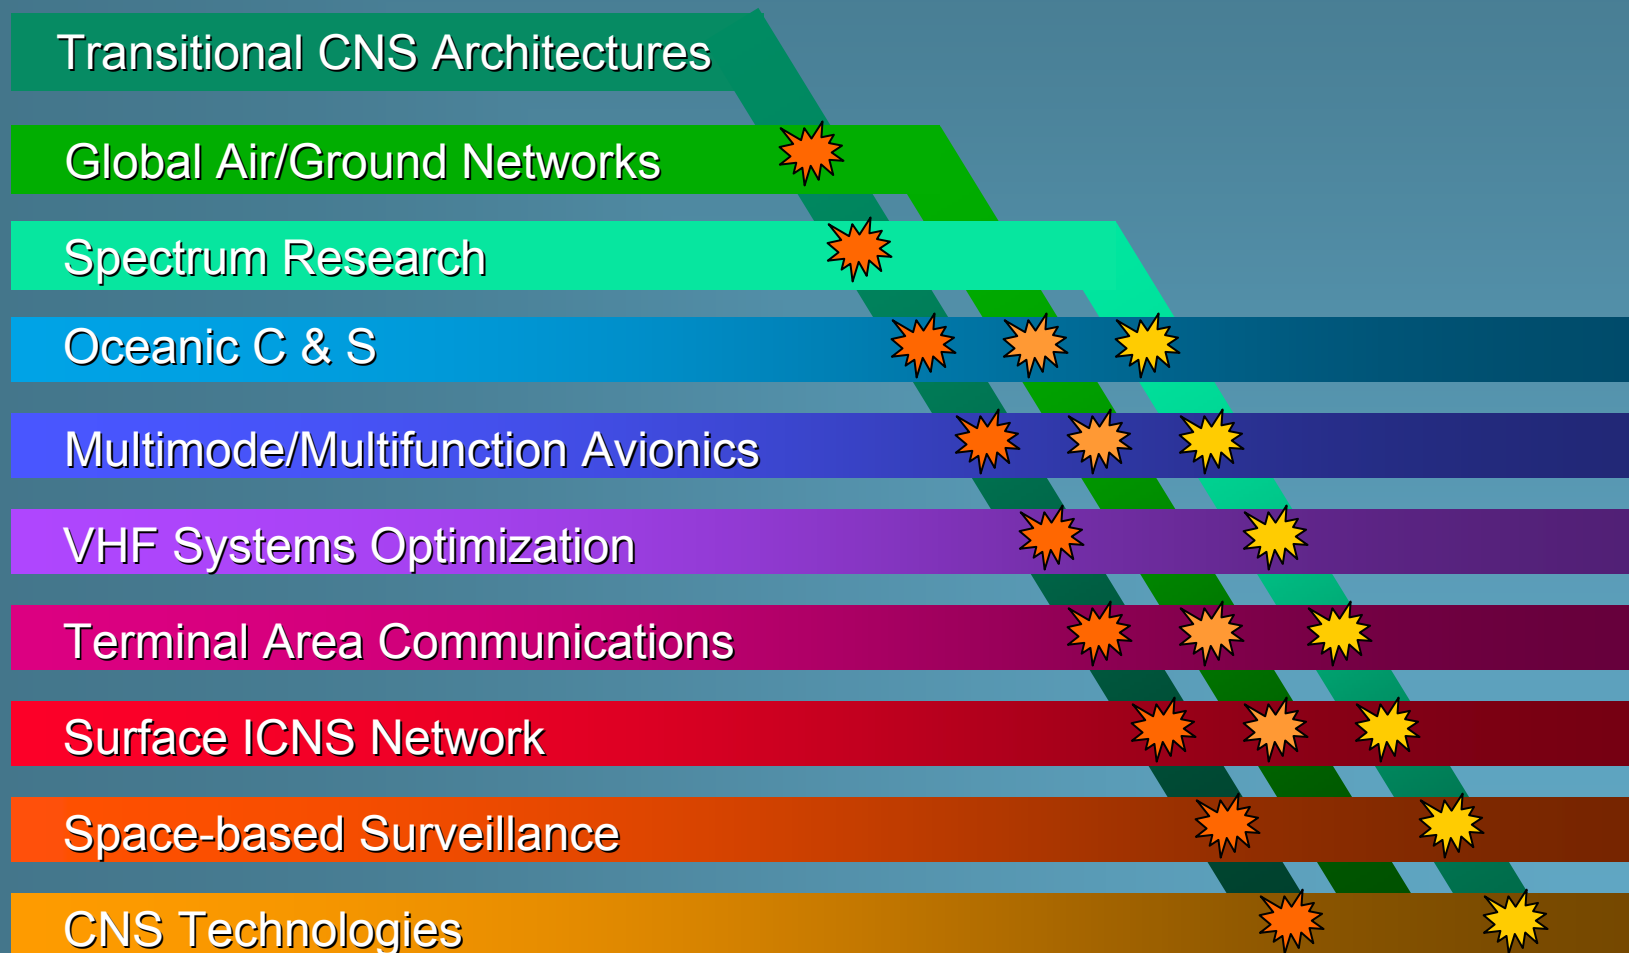 Transitional CNS Architectures
Global Air/Ground Networks
Spectrum Research
Oceanic C & S
Multimode/Multifunction Avionics
VHF Systems Optimization
Terminal Area Communications
Surface ICNS Network
Space-based Surveillance
CNS Technologies